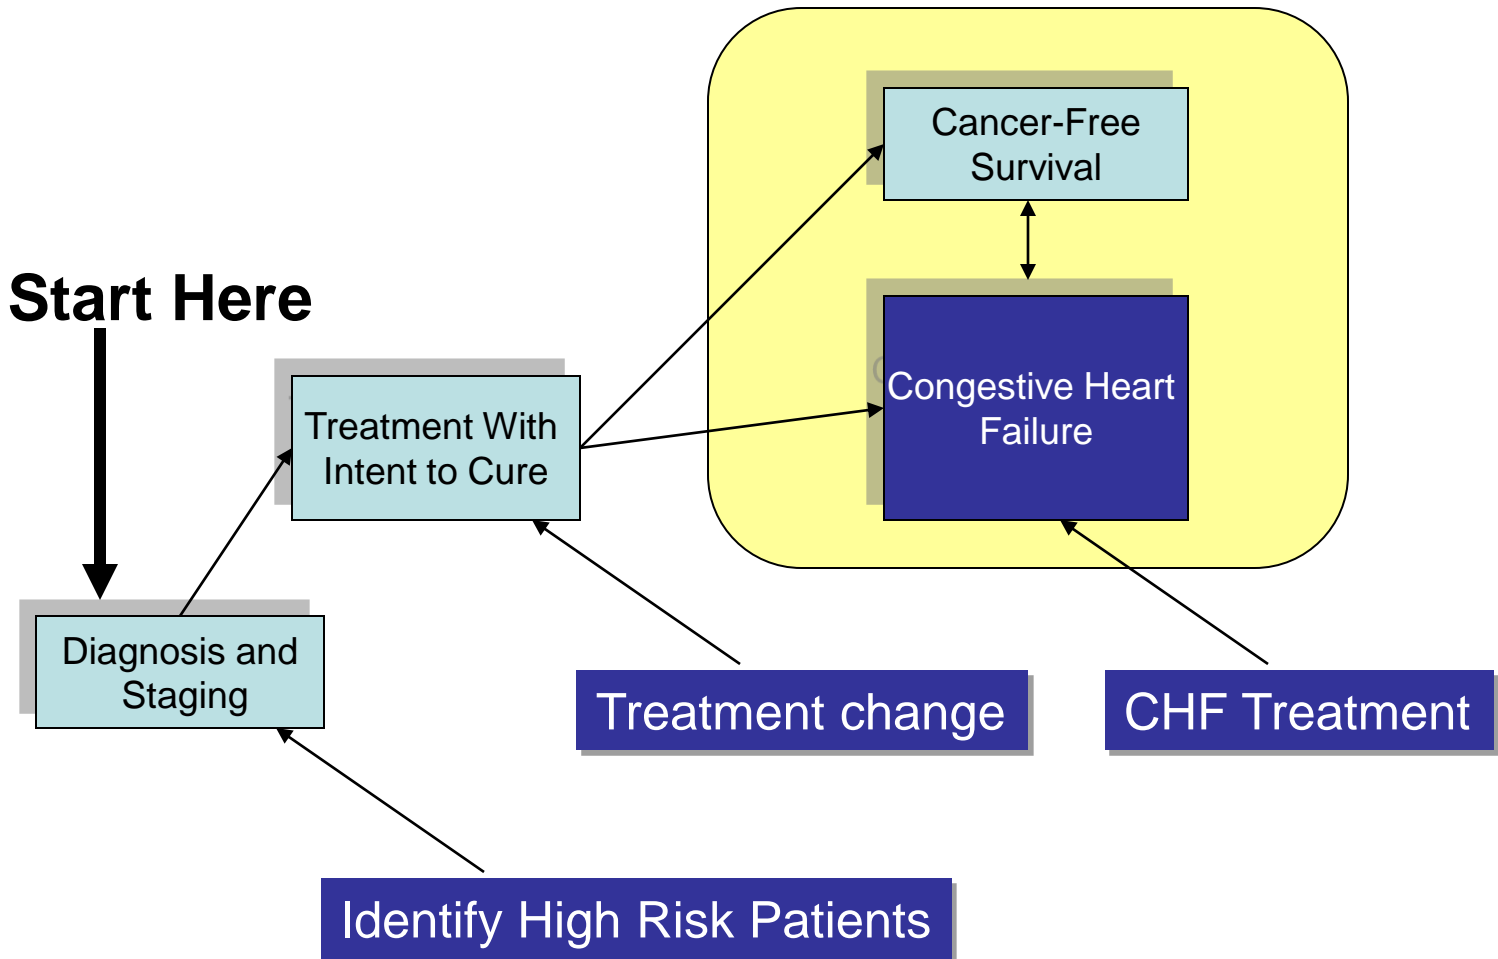 Cancer-Free
Survival
Start Here
Congestive Heart
Failure
Treatment With
Intent to Cure
Diagnosis and
Staging
Treatment change
CHF Treatment
Identify High Risk Patients